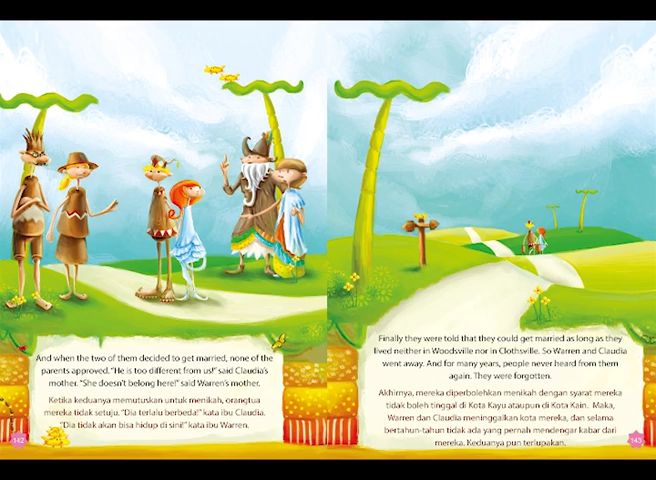 And when the two of them decided to get married, none of the
parents approved. "He is too different from us!" said Claudia's
mother. "She doesn't belong here!" said Warren's mother.
Ketika keduanya memutuskan untuk menikah, orangtua
mereka tidak setuju. "Dia terlalu berbeda!" kata ibu Claudia.
"Dia tidak akan bisa hidup di sini!" kata ibu Warren.
142
Finally they were told that they could get married as long as they
lived neither in Woodsville nor in Clothsville. So Warren and Claudia
went away. And for many years, people never heard from them
again. They were forgotten.
Akhirnya, mereka diperbolehkan menikah dengan syarat mereka
tidak boleh tinggal di Kota Kayu ataupun di Kota Kain. Maka,
Warren dan Claudia meninggalkan kota mereka, dan selama
bertahun-tahun tidak ada yang pernah mendengar kabar dari
mereka. Keduanya pun terlupakan.
143